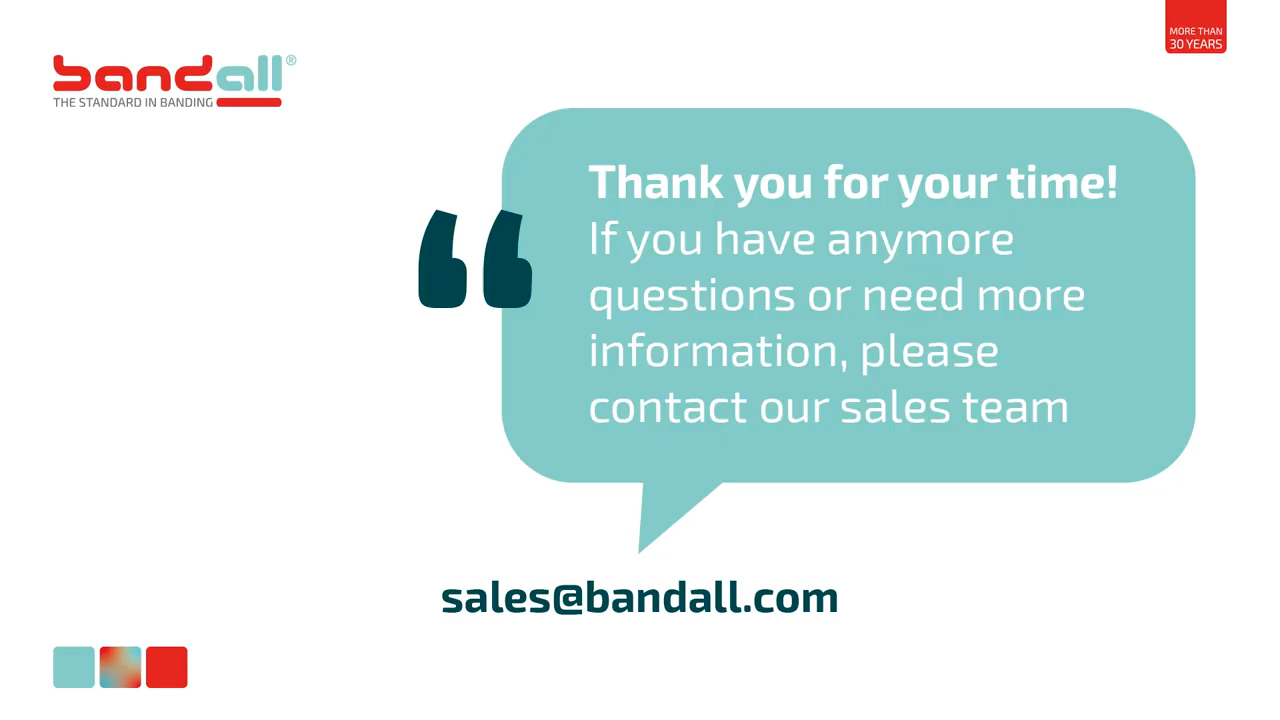 bandall®
THE STANDARD IN BANDING
MORE THAN
30 YEARS
“
Thank you for your time!
If you have anymore
questions or need more
information, please
contact our sales team
sales@bandall.com